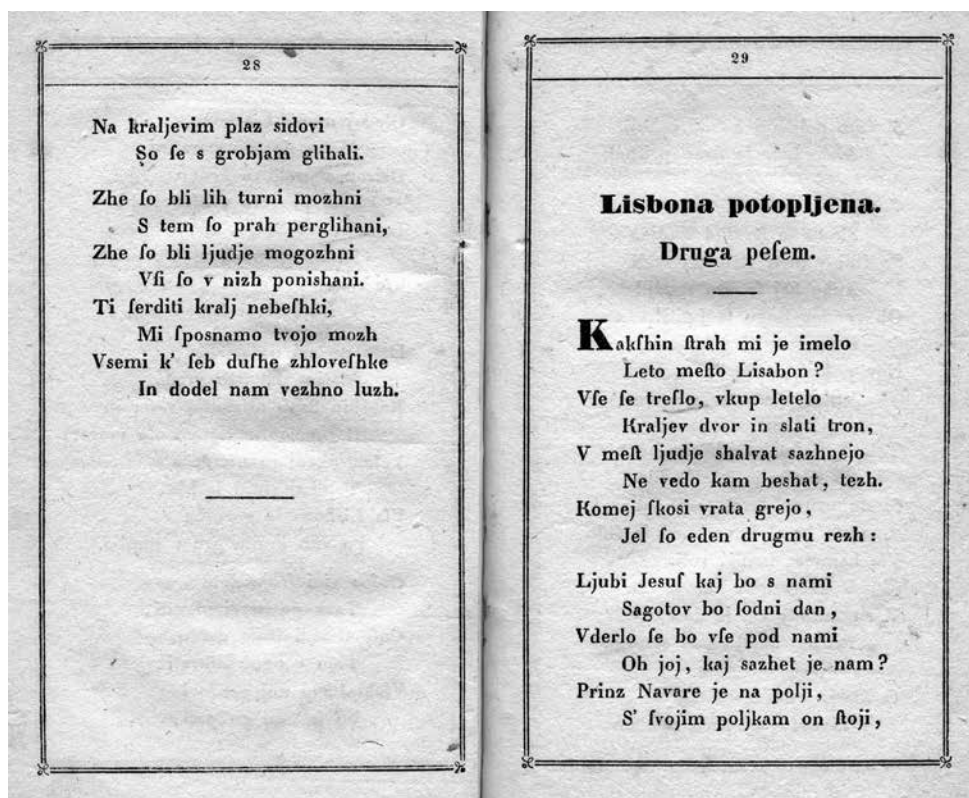 28
Na kraljevim plaz sidovi
So ſe s grobjam glihali.
Zhe ſo bli lih turni mozhni
S tem ſo prah perglihani,
Zhe ſo bli ljudje mogozhni
Vſi ſo v nizh ponishani.
Ti ſerditi kralj nebeſhki,
Mi ſposnamo tvojo mozh
Vsemi k' ſeb duſhe zhloveſhke
In dodel nam vezhno luzh.
29
Lisbona potopljena.
Druga peſem.
Kakſhin ſtrah mi je imelo
Leto meſto Lisabon?
Vſe ſe treſlo, vkup letelo
Kraljev dvor in slati tron,
V meſt ljudje shalvat sazhnejo
Ne vedo kam beshat, tezh.
Komej ſkosi vrata grejo,
Jel ſo eden drugmu rezh:
Ljubi Jesuſ kaj bo s nami
Sagotov bo ſodni dan,
Vderlo ſe bo vſe pod nami
Oh joj, kaj sazhet je nam?
Prinz Navare je na polji,
S' ſvojim poljkam on ſtoji,